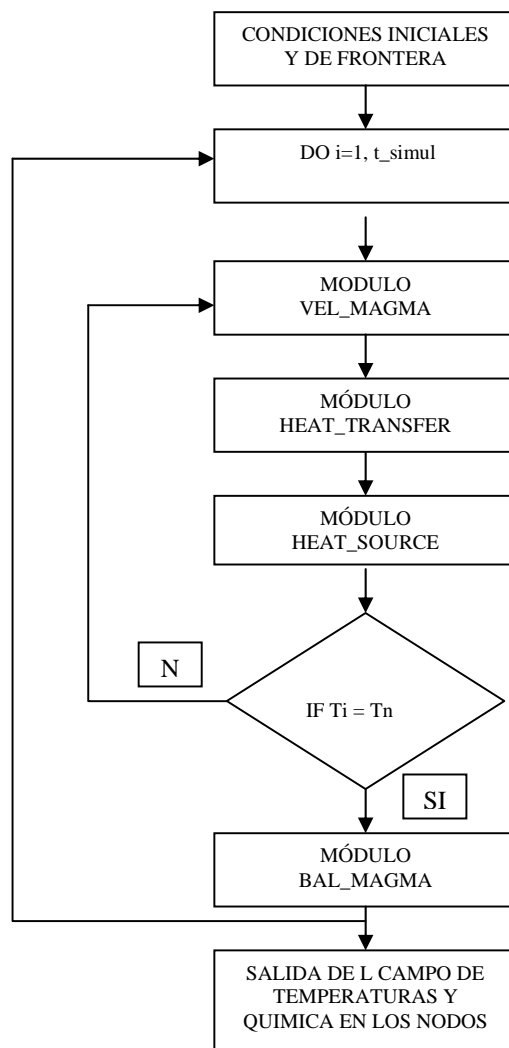 CONDICIONES INICIALES
Y DE FRONTERA
DO i=1, t_simul
MODULO
VEL_MAGMA
MÓDULO
HEAT_TRANSFER
MÓDULO
HEAT_SOURCE
N
IF Ti = Tn
SI
MÓDULO
BAL_MAGMA
SALIDA DE L CAMPO DE
TEMPERATURAS Y
QUIMICA EN LOS NODOS